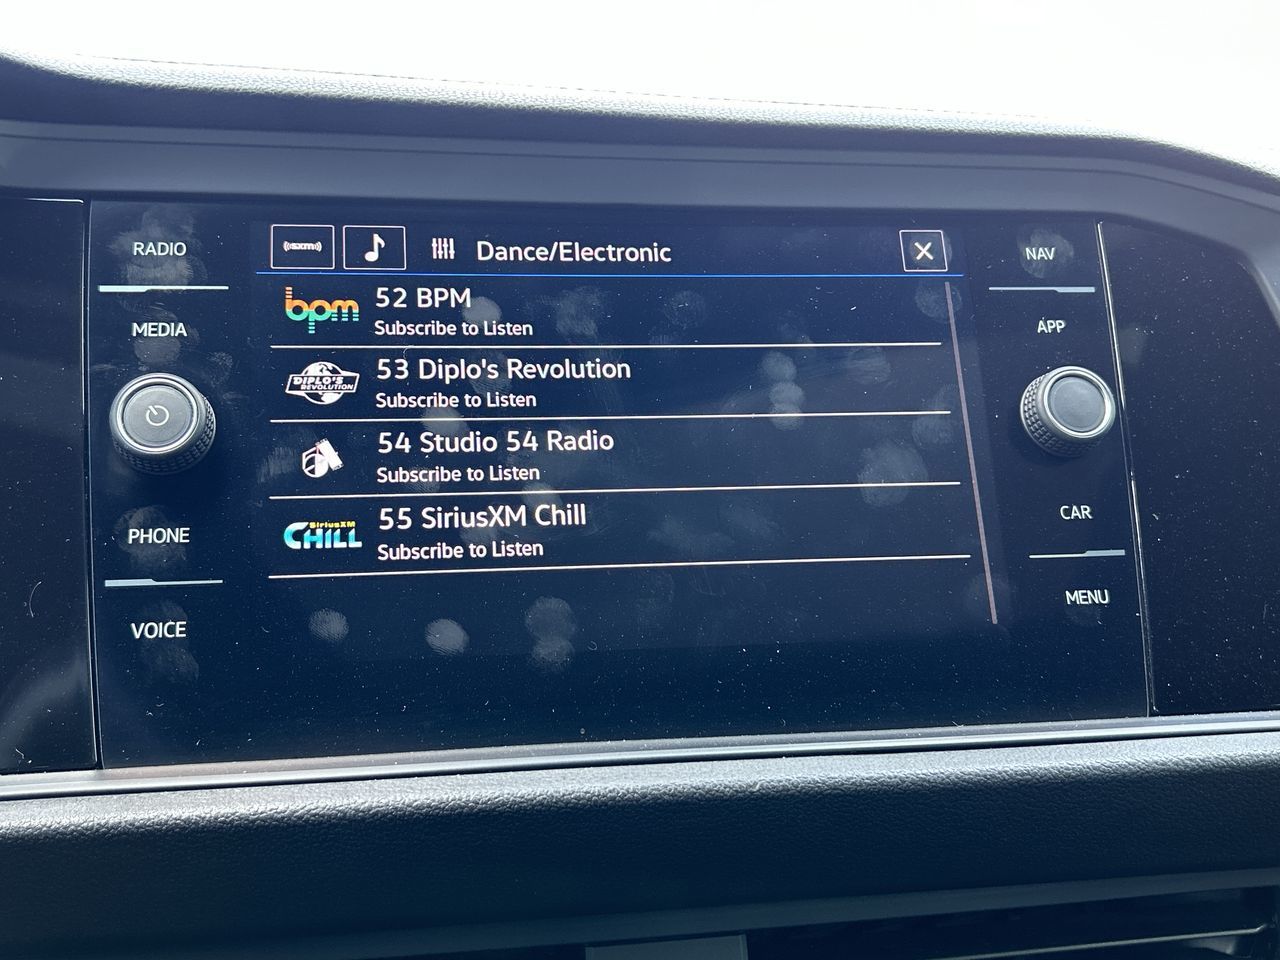 RADIO
MEDIA
PHONE
VOICE
((SXM))
Dance/Electronic
X
bpm
52 BPM
Subscribe to Listen
DIPLO'S
REVOLUTION
53 Diplo's Revolution
Subscribe to Listen
54 Studio 54 Radio
Subscribe to Listen
SiriusXM
CHILL
55 SiriusXM Chill
Subscribe to Listen
NAV
APP
CAR
MENU